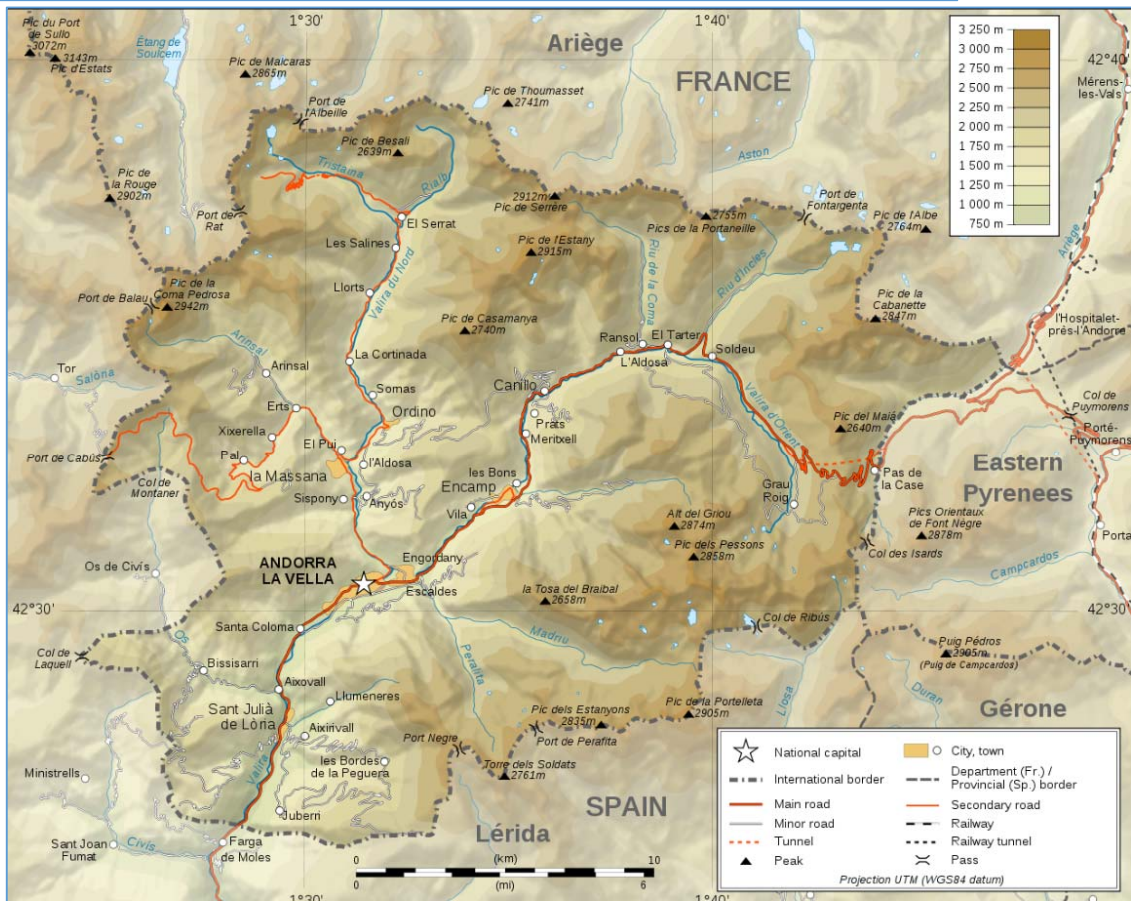 1°30'
1°40'
Pic du Port
de Sullo
3072m
3143m
Pic d'Estats
Étang de
Soulcem
Pic de Malcaras
2865m
Ariège
FRANCE
Pic de Thoumasset
2741m
3 250 m
3 000 m
2 750 m
2 500 m
2 250 m
2 000 m
1 750 m
1 500 m
1 250 m
1 000 m
750 m
42°40'
Mérens-
les-Vals
Port de
l'Albeille
Pic de Besali
2639m
Tristaina
Rialb
Aston
Pic de
la Rouge
2902m
Port de
Rat
El Serrat
2912m
Pic de Serrère
2755m
Pics de la Portaneille
Port de
Fontargenta
Pic de l'Albe
2764m
Ariège
Les Salines
Pic de l'Estany
2915m
Riu de la Coma
Riu d'Incles
Valira du Nord
Port de Balau
Pic de la
Coma Pedrosa
2942m
Llorts
Pic de Casamanya
2740m
Pic de la
Cabanette
2847m
l'Hospitalet-
près-l'Andorre
Arinsal
Arinsal
La Cortinada
Ransol
El Tarter
L'Aldosa
Soldeu
Tor
Salòna
Sornas
Canillo
Valira d'Orient
Col de
Puymorens
Erts
Ordino
Prats
Meritxell
Pic del Maià
2640m
Porté-
Puymorens
Xixerella
El Pui
Pal
l'Aldosa
la Massana
Port de Cabús
Col de
Montaner
les Bons
Encamp
Grau
Roig
Pas de
la Case
Eastern
Pyrenees
Sispony
Anyós
Vila
Alt del Griou
2874m
Pics Orientaux
de Font Nègre
2878m
Porta
Pic dels Pessons
2858m
Col des Isards
Os de Civís
ANDORRA
LA VELLA
Engordany
Escaldes
la Tosa del Braibal
2658m
Campcardos
42°30'
42°30'
Santa Coloma
Os
Madriu
Col de Ribús
Col de
Laquell
Bissisarri
Perafita
Puig Pédros
2905m
(Puig de Campcardos)
Aixovall
Llumeneres
Llosa
Duran
Sant Julià
de Lòria
Aixirivall
Pic dels Estanyons
2835m
Pic de la Portelleta
2905m
Gérone
Port Negre
Port de Perafita
les Bordes
de la Peguera
Torre dels Soldats
2761m
Ministrells
Valira
SPAIN
Juberri
Lérida
Sant Joan
Fumat
Civís
Farga
de Moles
0 (km) 10
0 (mi) 6
1°30'
1°40'
National capital
City, town
International border
Department (Fr.) /
Provincial (Sp.) border
Main road
Secondary road
Minor road
Railway
Tunnel
Railway tunnel
Peak
Pass
Projection UTM (WGS84 datum)